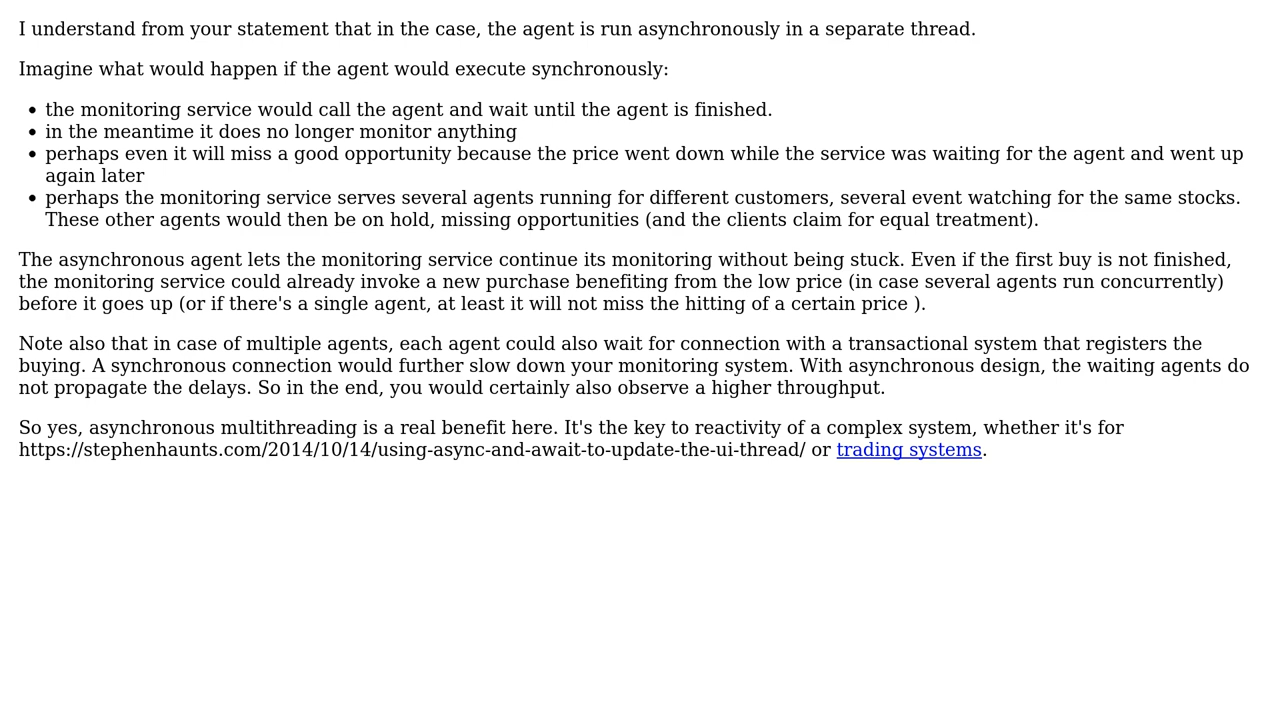 I understand from your statement that in the case, the agent is run asynchronously in a separate thread.
Imagine what would happen if the agent would execute synchronously:
• the monitoring service would call the agent and wait until the agent is finished.
• in the meantime it does no longer monitor anything
• perhaps even it will miss a good opportunity because the price went down while the service was waiting for the agent and went up
again later
• perhaps the monitoring service serves several agents running for different customers, several event watching for the same stocks.
These other agents would then be on hold, missing opportunities (and the clients claim for equal treatment).
The asynchronous agent lets the monitoring service continue its monitoring without being stuck. Even if the first buy is not finished,
the monitoring service could already invoke a new purchase benefiting from the low price (in case several agents run concurrently)
before it goes up (or if there's a single agent, at least it will not miss the hitting of a certain price ).
Note also that in case of multiple agents, each agent could also wait for connection with a transactional system that registers the
buying. A synchronous connection would further slow down your monitoring system. With asynchronous design, the waiting agents do
not propagate the delays. So in the end, you would certainly also observe a higher throughput.
So yes, asynchronous multithreading is a real benefit here. It's the key to reactivity of a complex system, whether it's for
https://stephenhaunts.com/2014/10/14/using-async-and-await-to-update-the-ui-thread/ or trading systems.